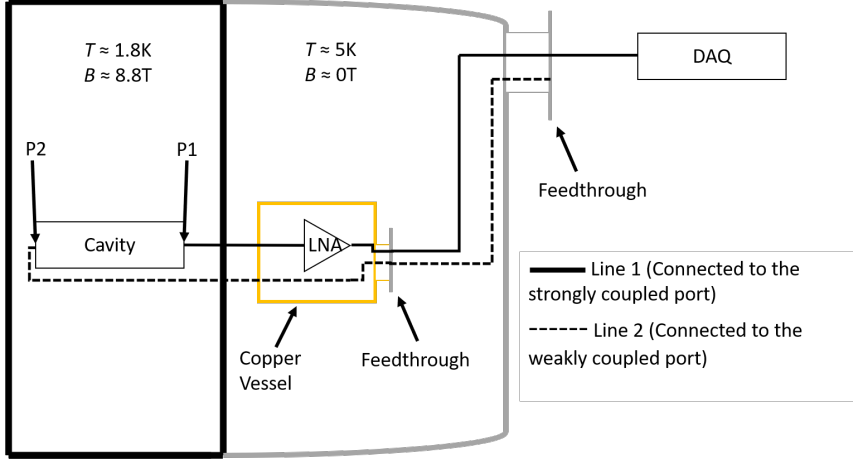 T ≈ 1.8K
B ≈ 8.8T
T ≈ 5K
B ≈ 0T
DAQ
P2
P1
Feedthrough
Cavity
LNA
Line 1 (Connected to the
strongly coupled port)
Line 2 (Connected to the
weakly coupled port)
Copper
Vessel
Feedthrough